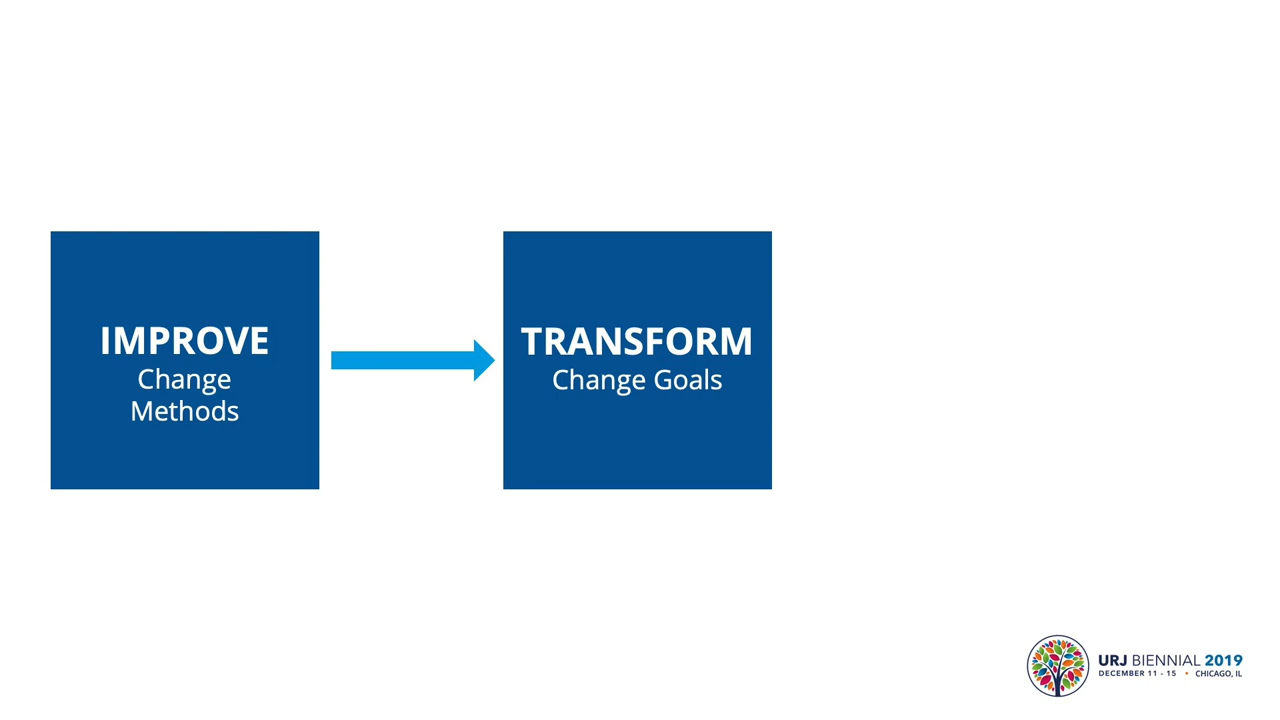 IMPROVE
Change
Methods
TRANSFORM
Change Goals
URJ BIENNIAL 2019
DECEMBER 11 - 15 • CHICAGO, IL